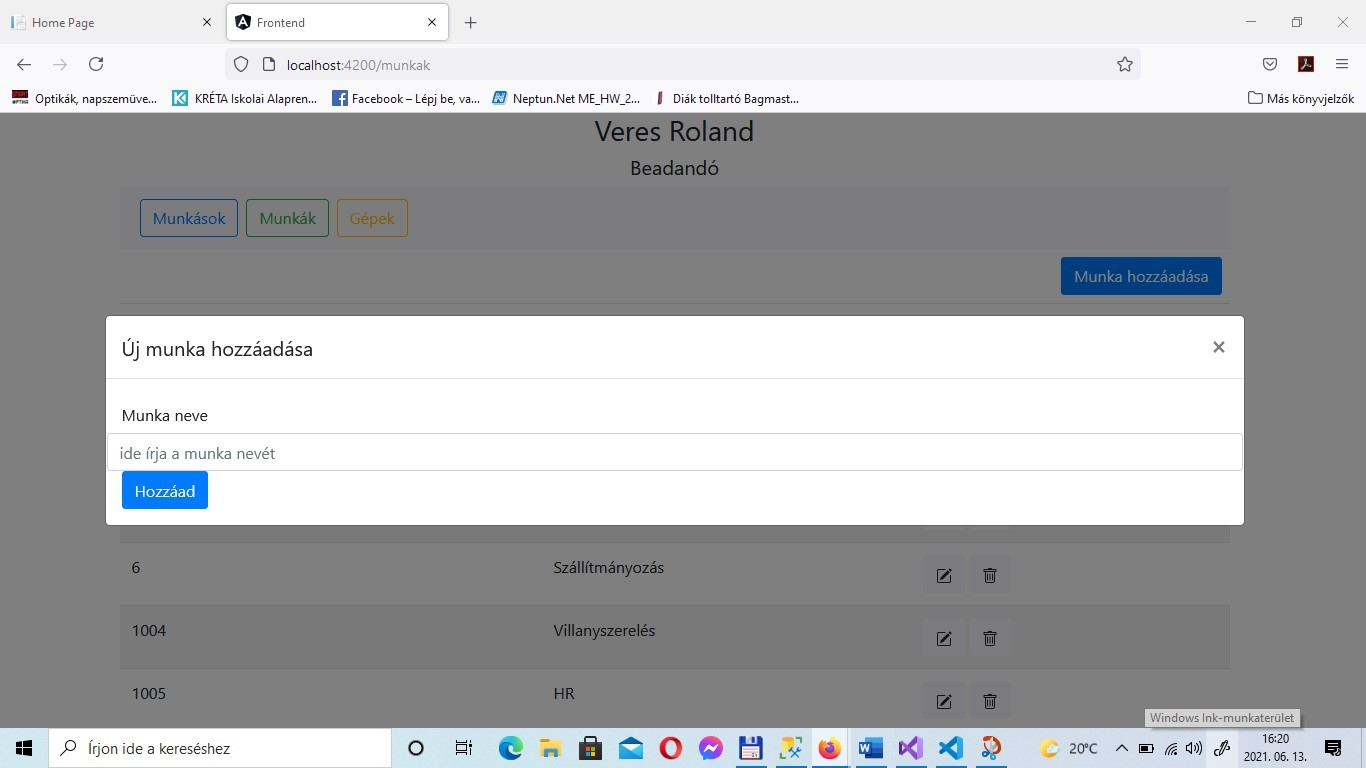 Home Page
Frontend
localhost:4200/munkak
Optikák, napszemüve...
KRÉTA Iskolai Alapren...
Facebook – Lépj be, va...
Neptun.Net ME_HW_2...
Diák tolltartó Bagmast...
Más könyvjelzők
Veres Roland
Beadandó
Munkások
Munkák
Gépek
Munka hozzáadása
Új munka hozzáadása
×
Munka neve
ide írja a munka nevét
Hozzáad
6 Szállítmányozás
1004 Villanyszerelés
1005 HR
Windows Ink-munkaterület
Írjon ide a kereséshez
20°C
16:20
2021. 06. 13.